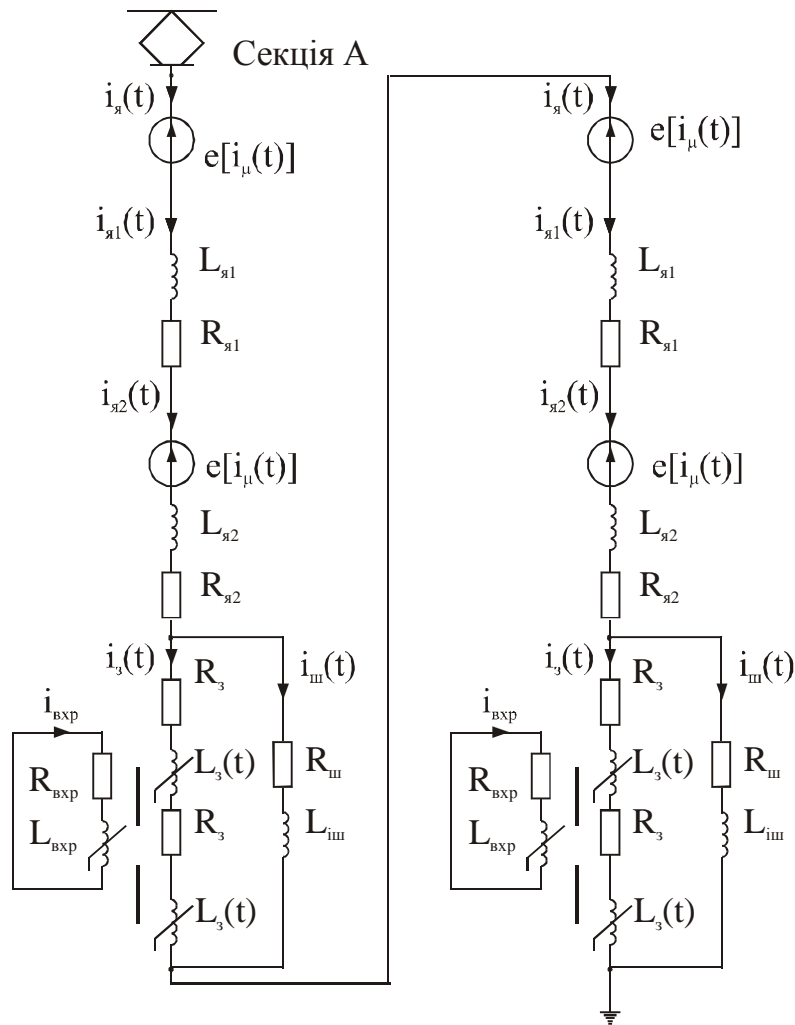 Секція А
iя(t)
e[iμ(t)]
iя1(t)
Lя1
Rя1
iя2(t)
e[iμ(t)]
Lя2
Rя2
iз(t)
Rз
iш(t)
iвхр
Rвхр
Lз(t)
Rш
Lвхр
Rз
Liш
Lз(t)
iя(t)
e[iμ(t)]
iя1(t)
Lя1
Rя1
iя2(t)
e[iμ(t)]
Lя2
Rя2
iз(t)
Rз
iш(t)
iвхр
Rвхр
Lз(t)
Rш
Lвхр
Rз
Liш
Lз(t)